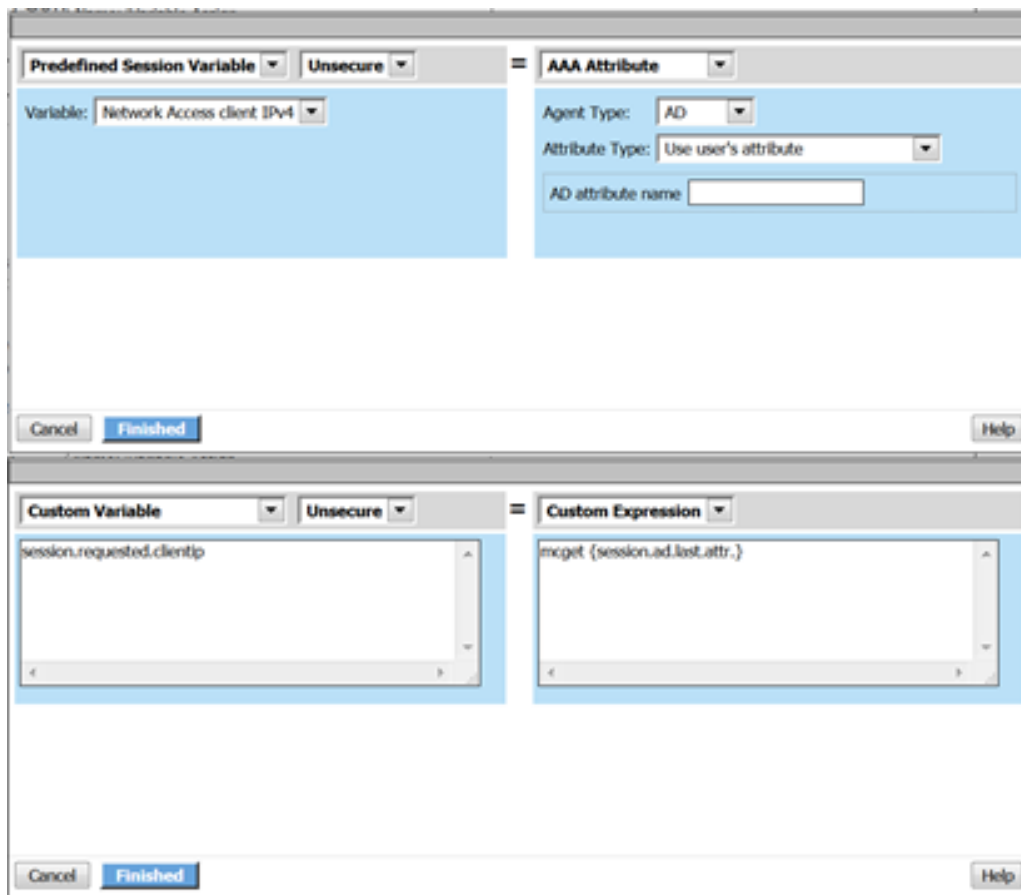 Predefined Session Variable Unsecure = AAA Attribute
Variable: Network Access client IPv4
Agent Type: AD
Attribute Type: Use user's attribute
AD attribute name
Cancel Finished Help
Custom Variable Unsecure = Custom Expression
session.requested.clientip
mcget {session.ad.last.attr.}
Cancel Finished Help